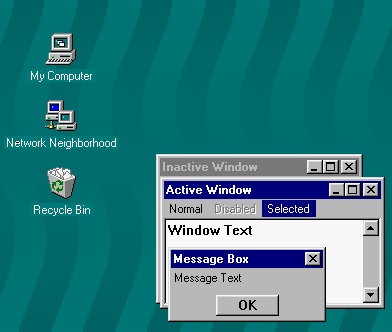 My Computer
Network Neighborhood
Recycle Bin
Inactive Window
Active Window
Normal Disabled Selected
Window Text
Message Box
Message Text
OK